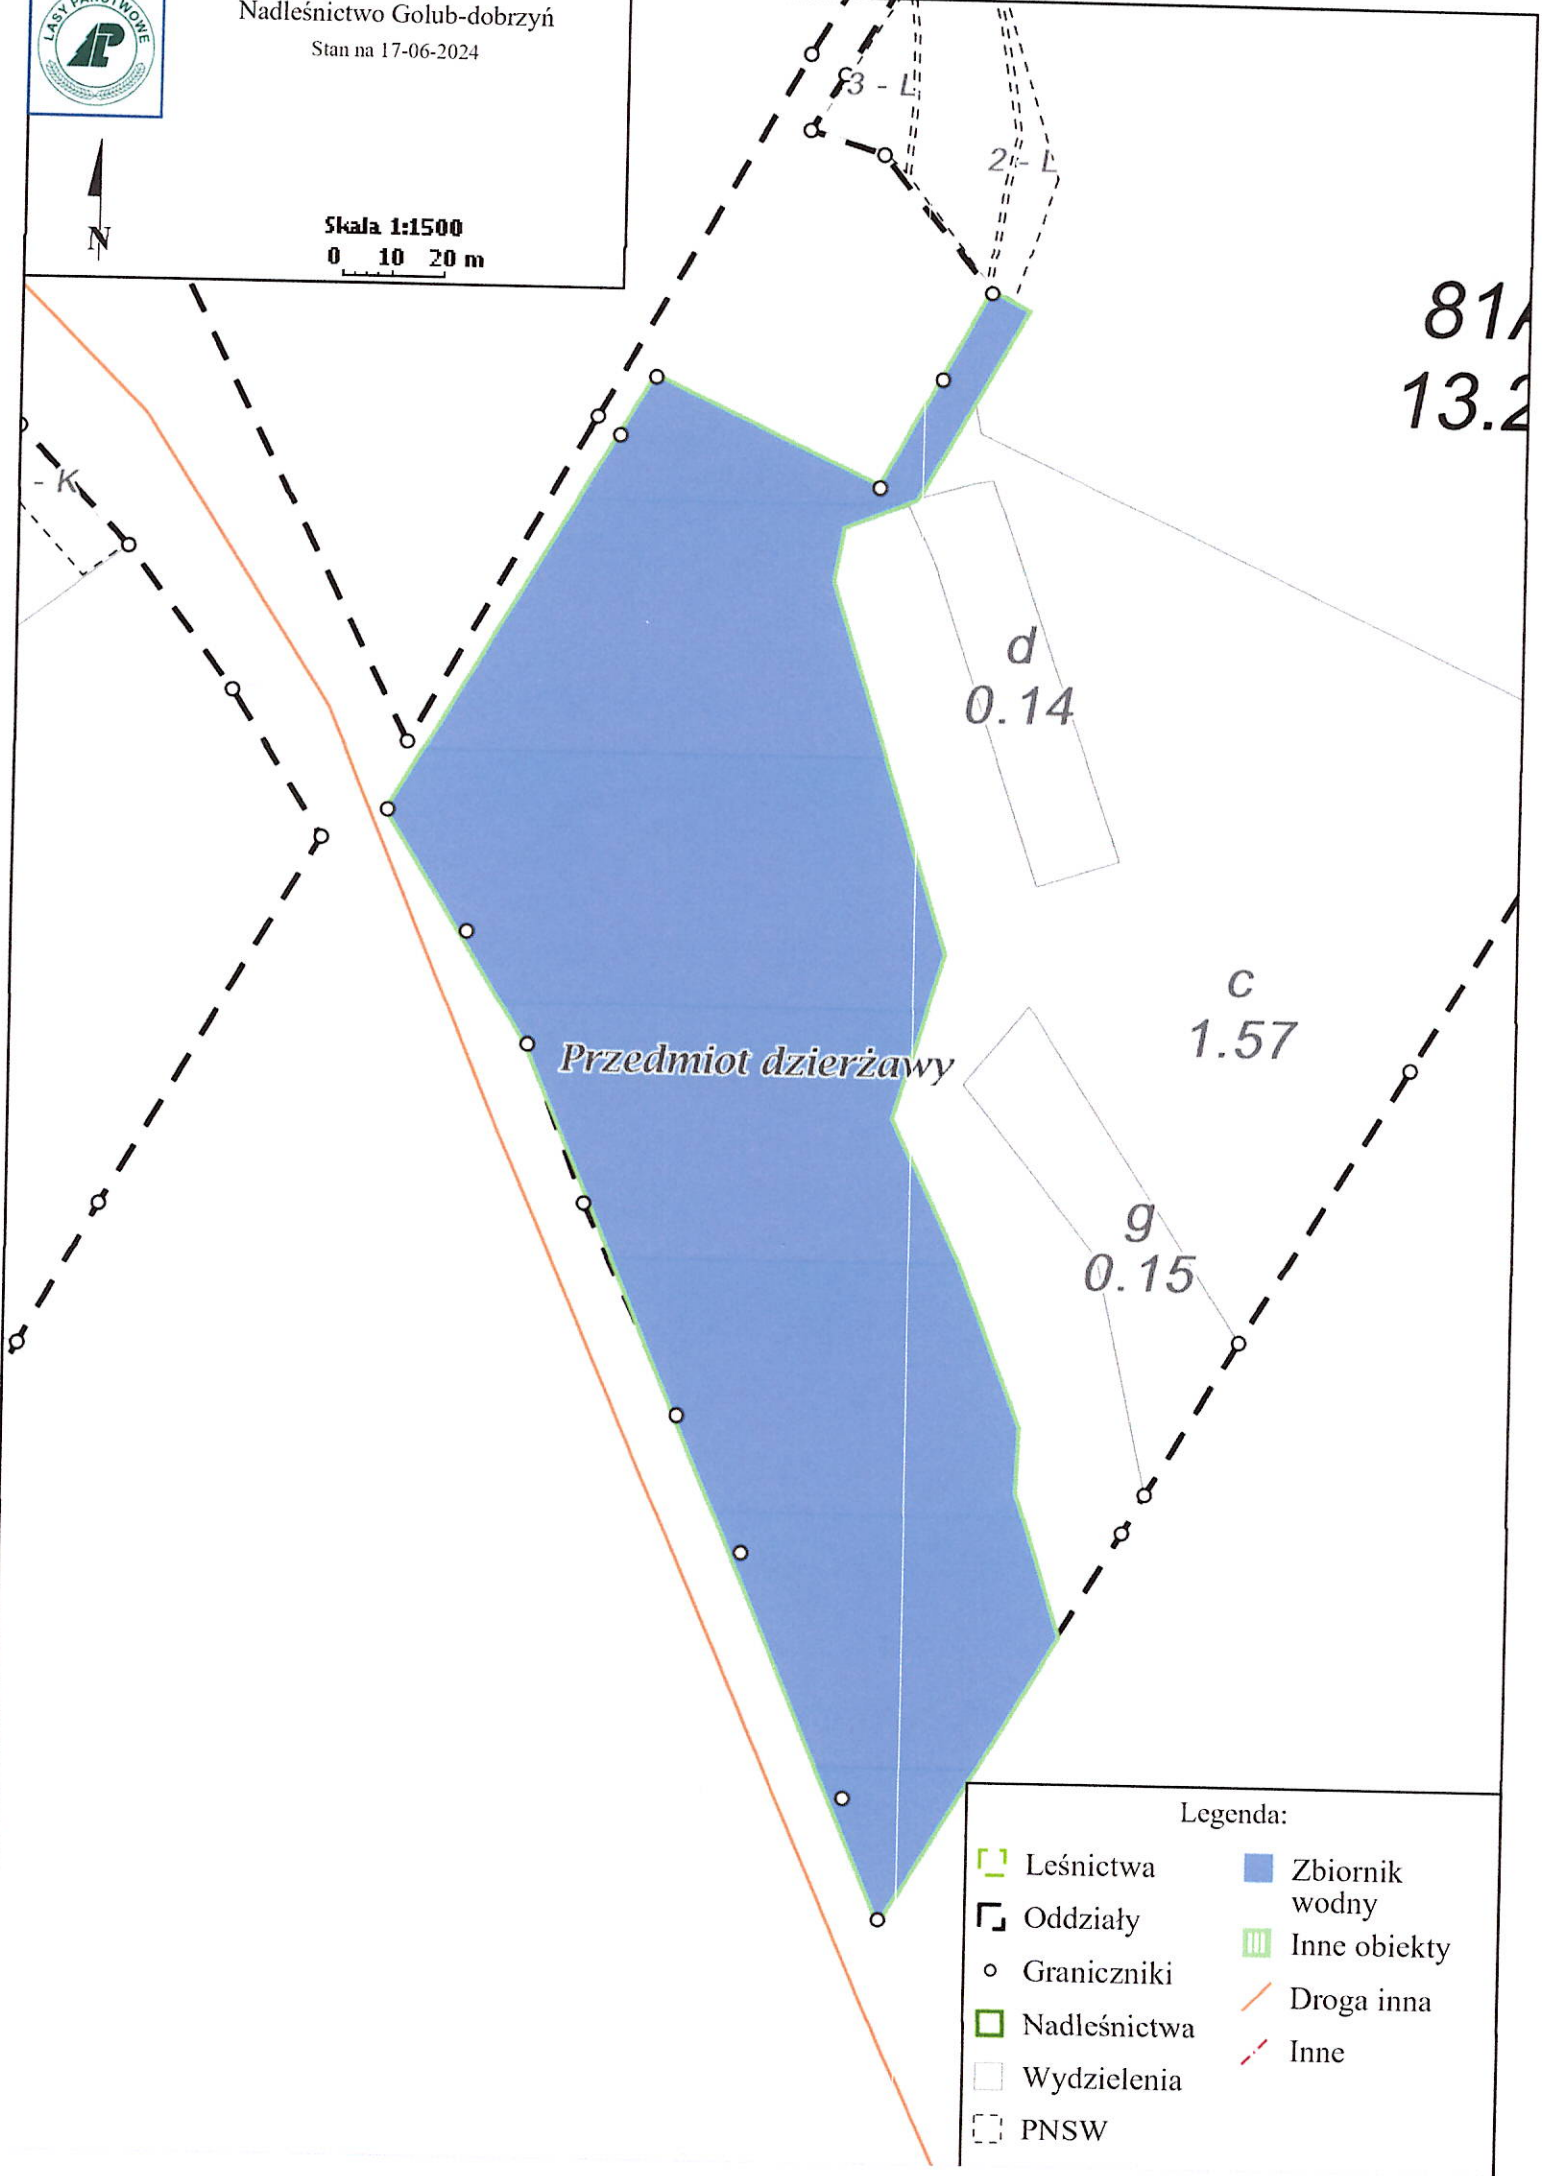 LASY PAŃSTWOWE
Nadleśnictwo Golub-dobrzyń
Stan na 17-06-2024
N
Skala 1:1500
0 10 20 m
3 - L
2 - L
- K
13.2
d
0.14
c
1.57
Przedmiot dzierżawy
g
0.15
Legenda:
Leśnictwa
Oddziały
Graniczniki
Nadleśnictwa
Wydzielenia
PNSW
Zbiornik
wodny
Inne obiekty
Droga inna
Inne